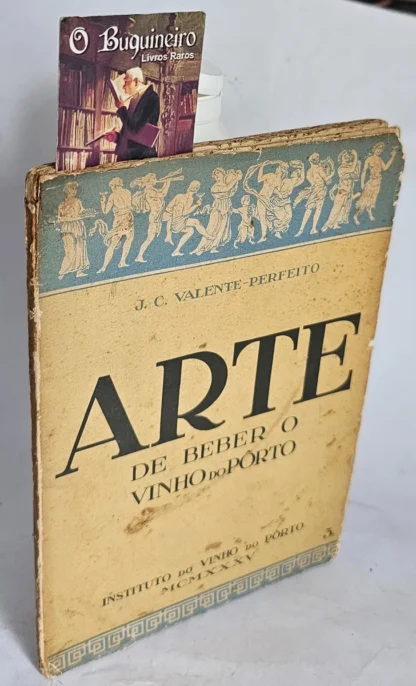 O Buquineiro
Livros Raros
J. C. VALENTE-PERFEITO
ARTE
DE BEBER O
VINHO DO PÔRTO
INSTITUTO DO VINHO DO PÔRTO
MCMXXXV
3.